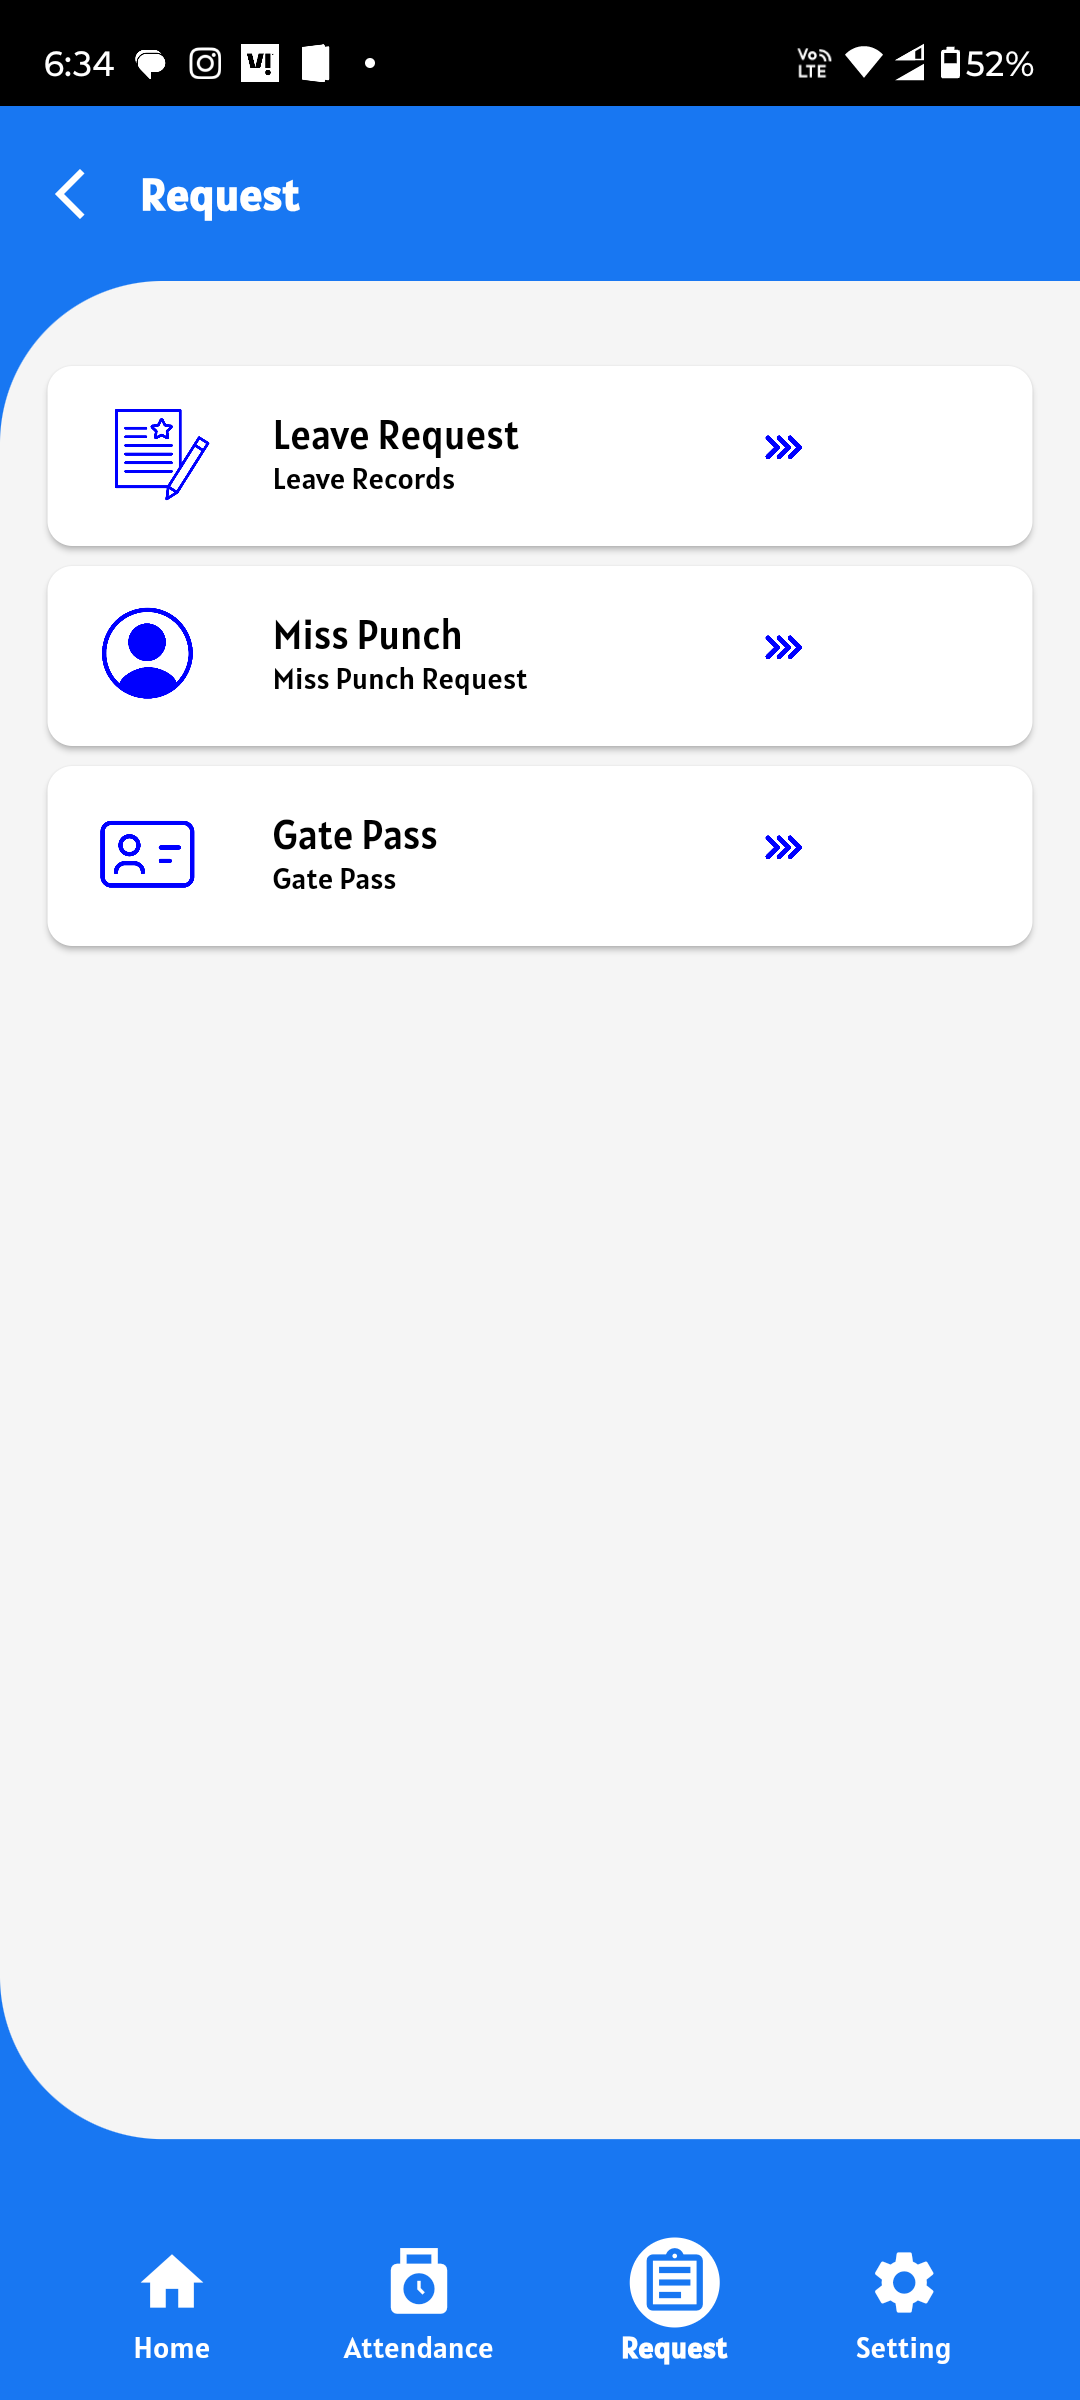 6:34
Vo LTE 52%
Request
Leave Request
Leave Records
Miss Punch
Miss Punch Request
Gate Pass
Gate Pass
Home Attendance Request Setting